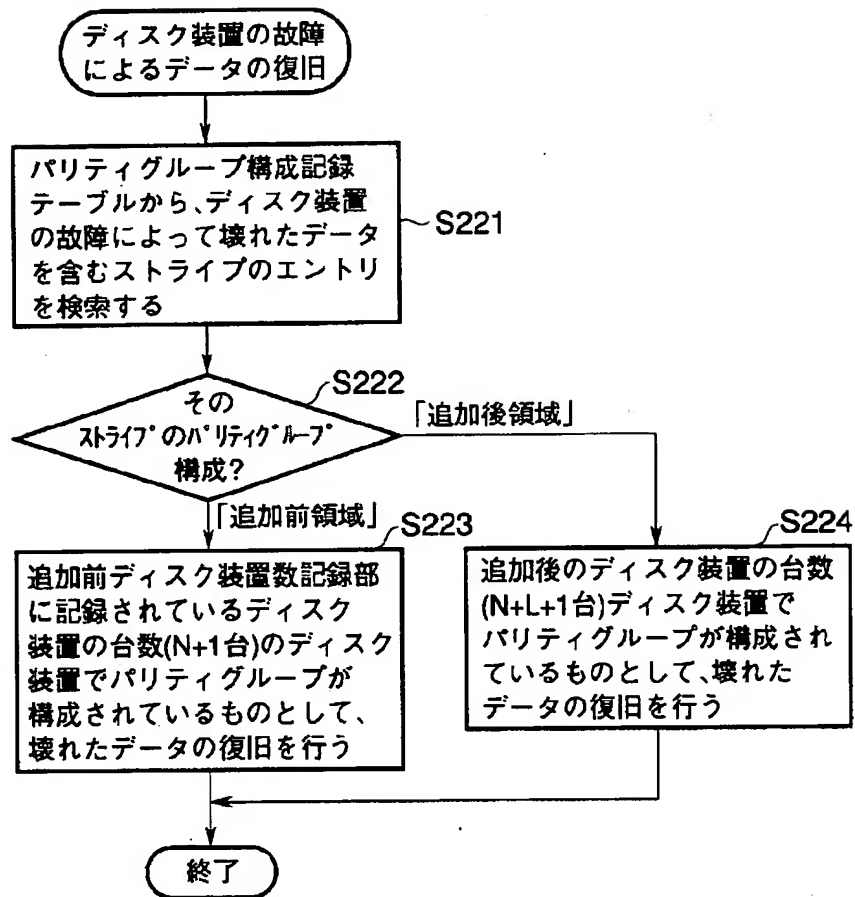 ディスク装置の故障
によるデータの復旧
パリティグループ構成記録
テーブルから、ディスク装置
の故障によって壊れたデータ
を含むストライプのエントリ
を検索する
S221
S222
その
ｽﾄﾗｲﾌﾟのﾊﾟﾘﾃｨｸﾞﾙｰﾌﾟ
構成?
「追加後領域」
「追加前領域」
S223
追加前ディスク装置数記録部
に記録されているディスク
装置の台数(N+1台)のディスク
装置でパリティグループが
構成されているものとして、
壊れたデータの復旧を行う
S224
追加後のディスク装置の台数
(N+L+1台)ディスク装置で
パリティグループが構成され
ているものとして、壊れた
データの復旧を行う
終了